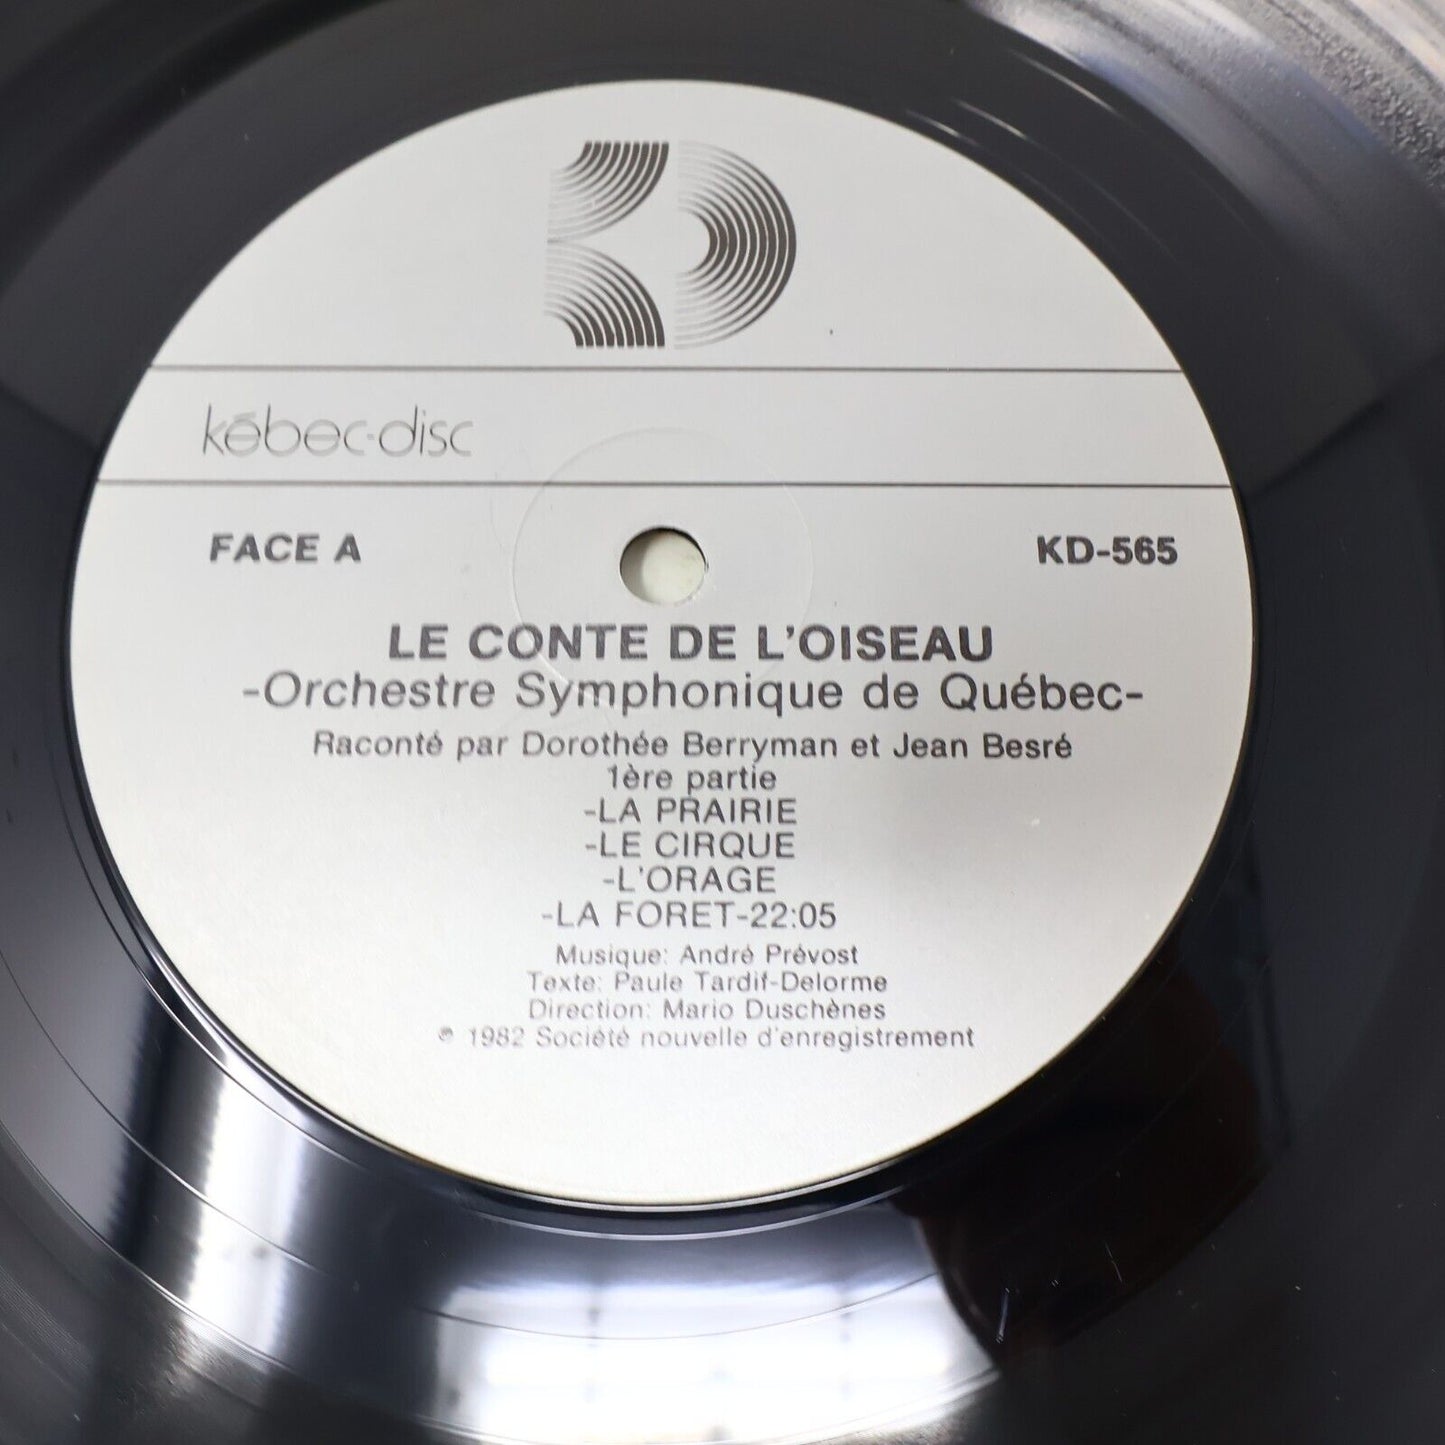 kébec-disc
FACE A
KD-565
LE CONTE DE L'OISEAU
-Orchestre Symphonique de Québec-
Raconté par Dorothée Berryman et Jean Besré
1ère partie
-LA PRAIRIE
-LE CIRQUE
-L'ORAGE
-LA FORET-22:05
Musique: André Prévost
Texte: Paule Tardif-Delorme
Direction: Mario Duschènes
℗ 1982 Société nouvelle d'enregistrement